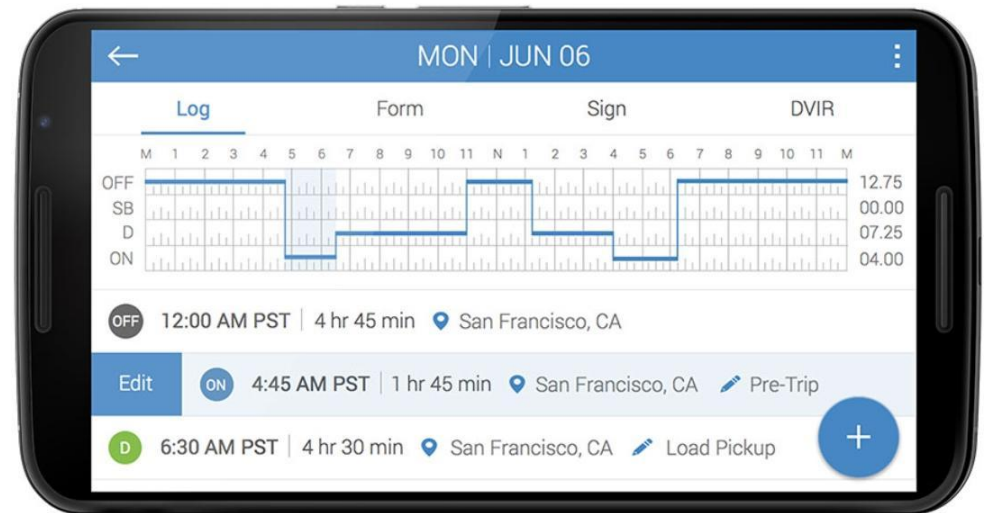 MON | JUN 06
Log Form Sign DVIR
M 1 2 3 4 5 6 7 8 9 10 11 N 1 2 3 4 5 6 7 8 9 10 11 M
OFF 12.75
SB 00.00
D 07.25
ON 04.00
OFF 12:00 AM PST | 4 hr 45 min San Francisco, CA
Edit ON 4:45 AM PST | 1 hr 45 min San Francisco, CA Pre-Trip
D 6:30 AM PST | 4 hr 30 min San Francisco, CA Load Pickup
+